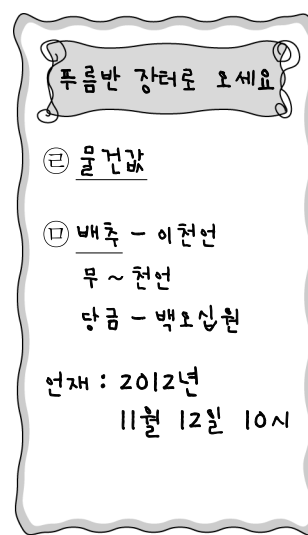 푸름반 장터로 오세요
㉣ 물건값
㉤ 배추 - 이천언
무 ~ 천언
당금 - 백오십원
언재 : 2012년
11월 12일 10시